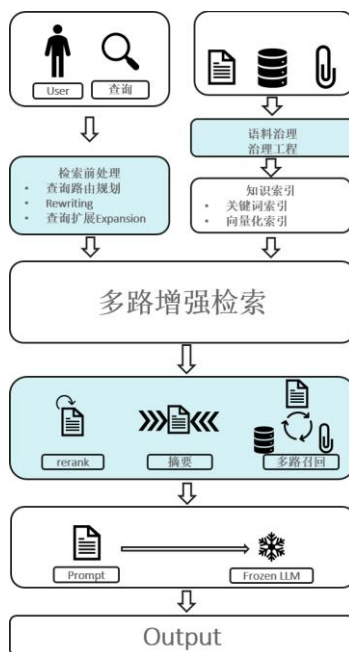 User
查询
语料治理
治理工程
检索前处理
• 查询路由规划
• Rewriting
• 查询扩展Expansion
知识索引
• 关键词索引
• 向量化索引
多路增强检索
rerank
摘要
多路召回
Prompt
Frozen LLM
Output